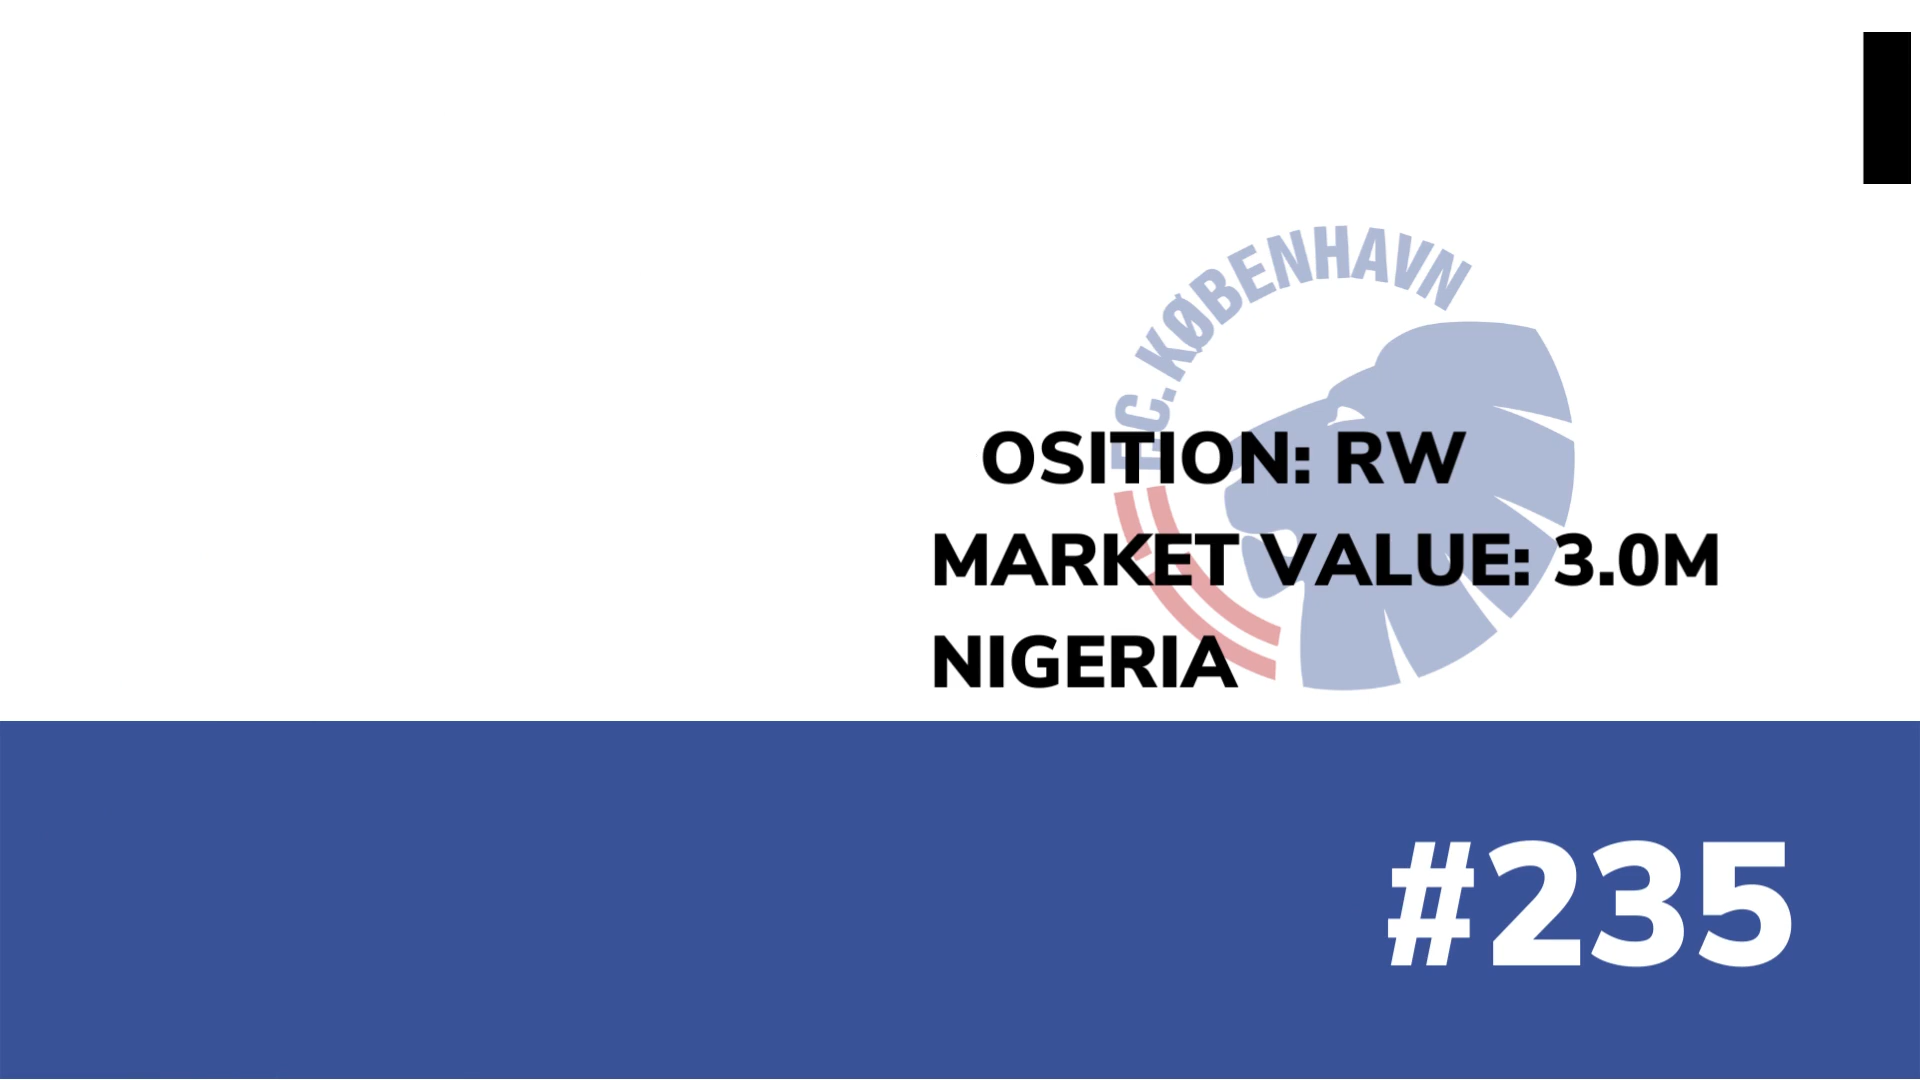 F.C. KØBENHAVN
OSITION: RW
MARKET VALUE: 3.0M
NIGERIA
#235